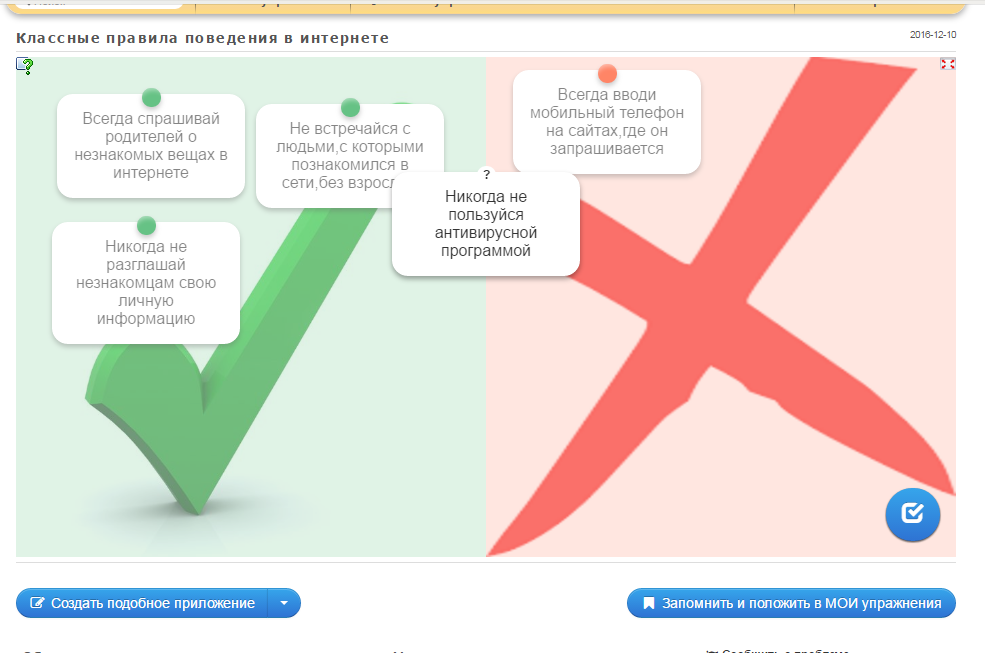 Классные правила поведения в интернете
2016-12-10
Всегда спрашивай
родителей о
незнакомых вещах в
интернете
Не встречайся с
людьми,с которыми
познакомился в
сети,без
Всегда вводи
мобильный телефон
на сайтах,где он
запрашивается
?
Никогда не
пользуйся
антивирусной
программой
Никогда не
разглашай
незнакомцам свою
личную
информацию
Создать подобное приложение
Запомнить и положить в МОИ упражнения
Сообщить о проблеме